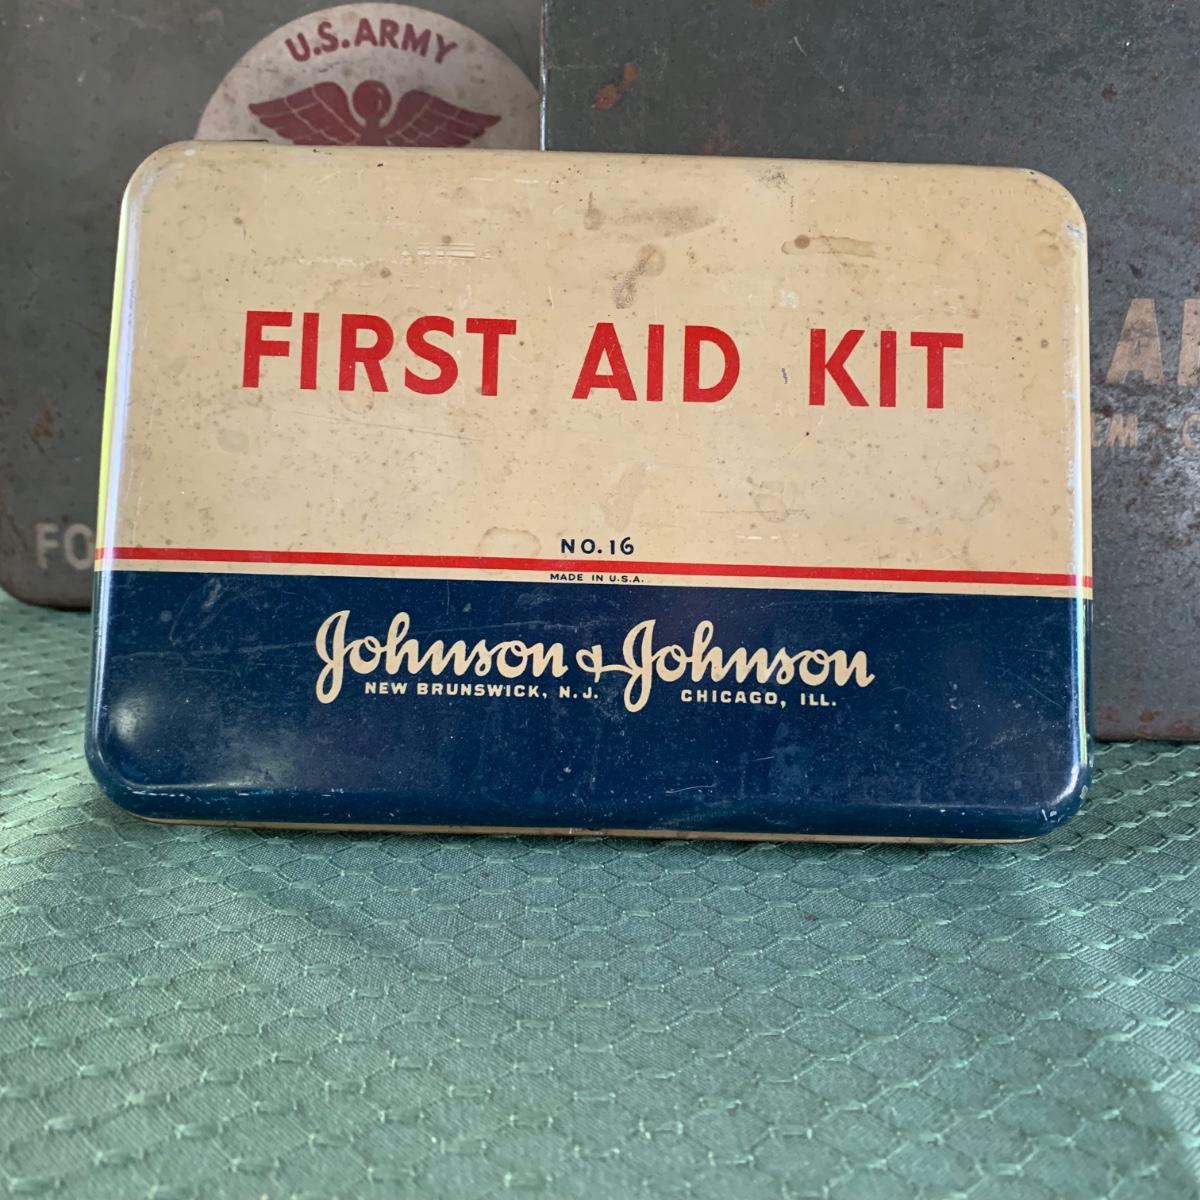 U.S. ARMY
FIRST AID KIT
NO. 16
MADE IN U.S.A.
Johnson & Johnson
NEW BRUNSWICK, N.J. CHICAGO, ILL.